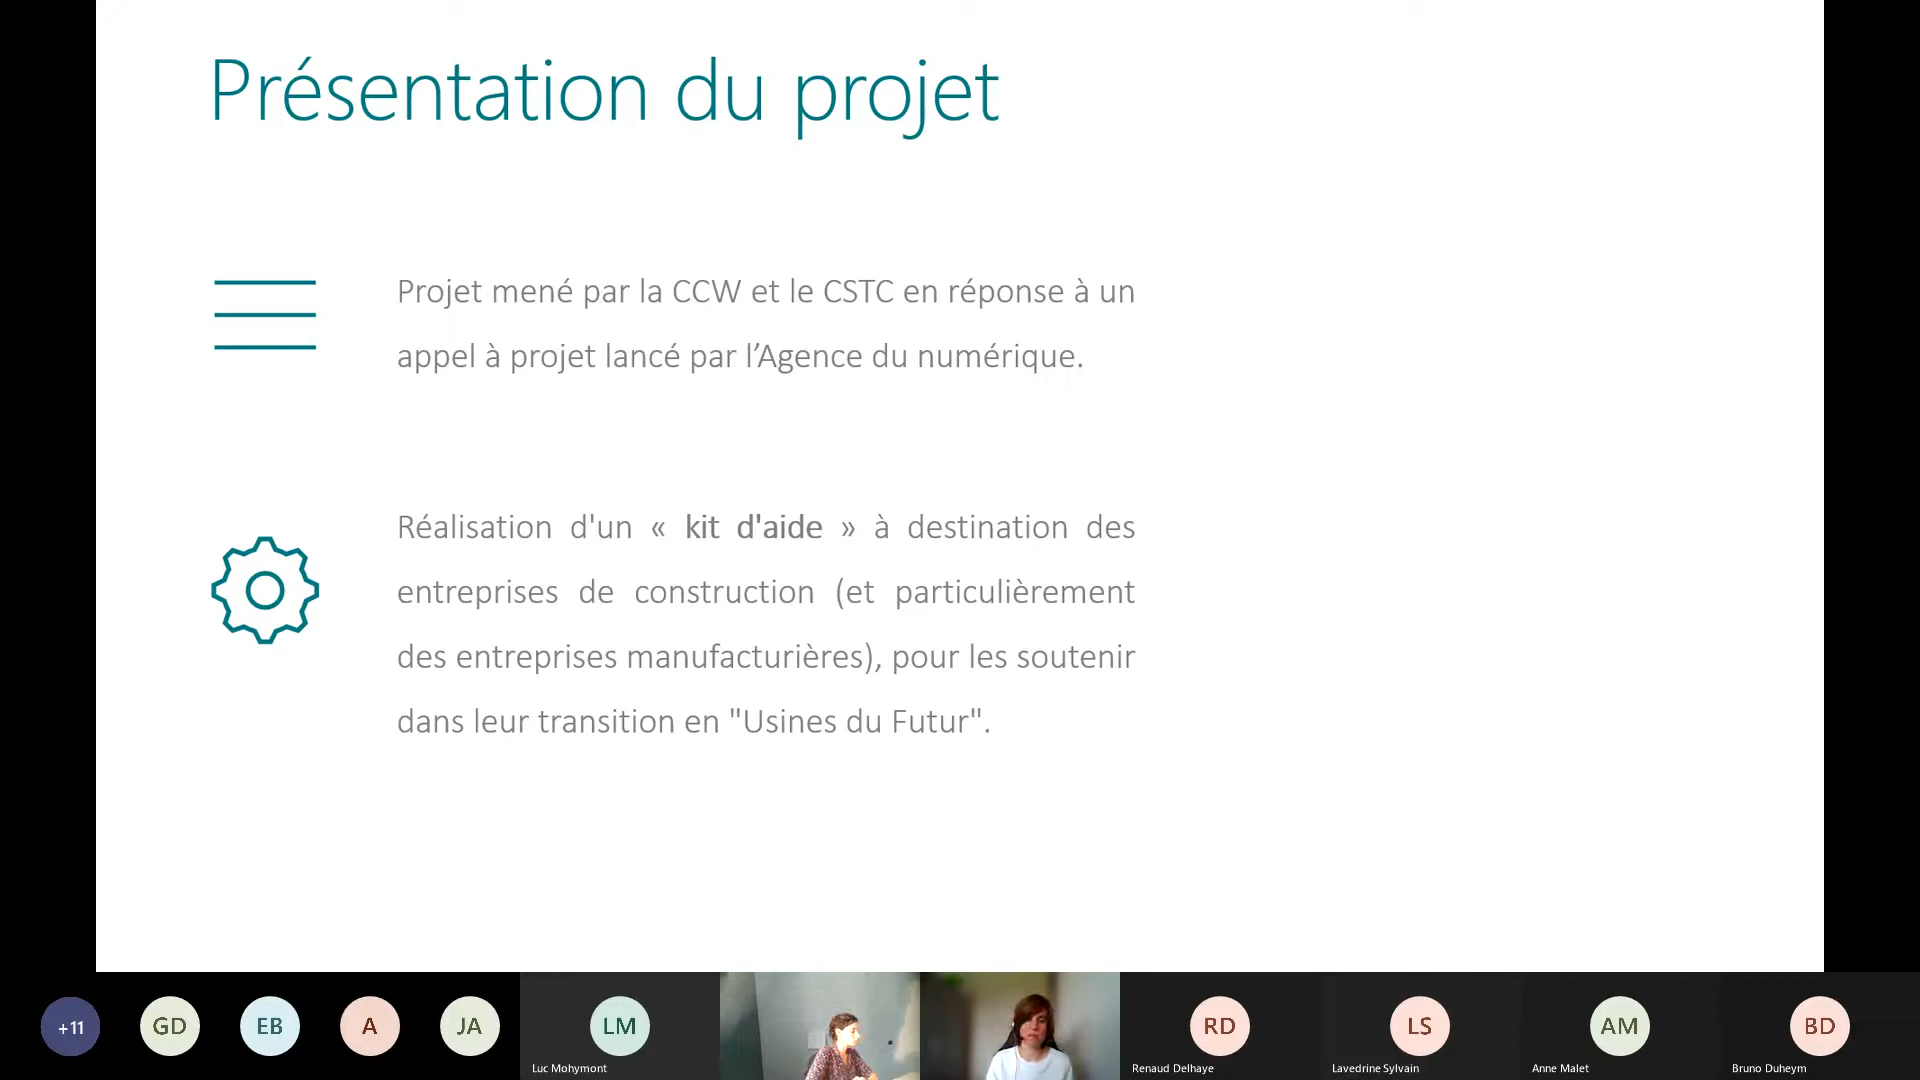 Présentation du projet
Projet mené par la CCW et le CSTC en réponse à un
appel à projet lancé par l’Agence du numérique.
Réalisation d'un « kit d'aide » à destination des
entreprises de construction (et particulièrement
des entreprises manufacturières), pour les soutenir
dans leur transition en "Usines du Futur".
+11
GD
EB
A
JA
LM
RD
LS
AM
BD
Luc Mohymont
Renaud Delhaye
Lavedrine Sylvain
Anne Malet
Bruno Duheym